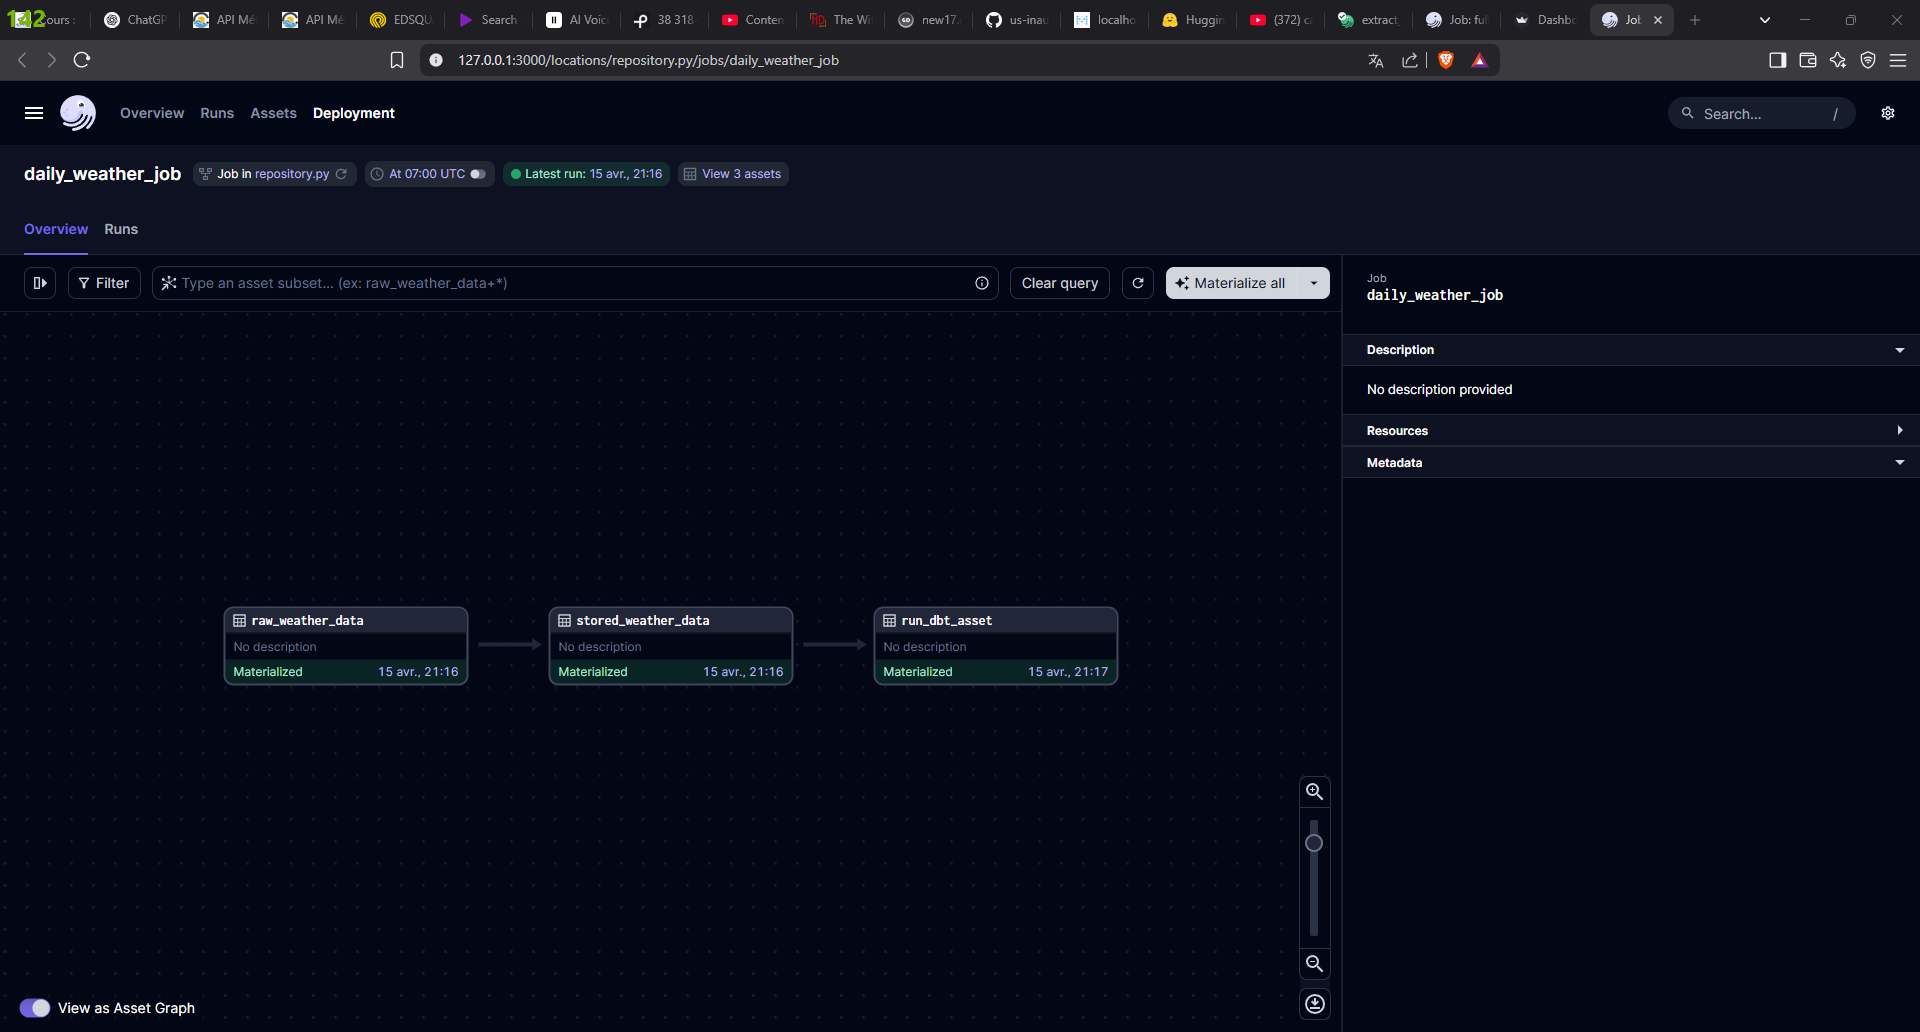 142
ours :
ChatGP
API Mé
API Mé
EDSQU
Search
AI Voic
38 318
Conten
The Wi
new17.
us-inau
localho
Huggin
(372) c
extract_
Job: ful
Dashbo
Job
127.0.0.1:3000/locations/repository.py/jobs/daily_weather_job
Overview Runs Assets Deployment
Search... /
daily_weather_job Job in repository.py At 07:00 UTC Latest run: 15 avr., 21:16 View 3 assets
Overview Runs
Filter Type an asset subset… (ex: raw_weather_data+*) Clear query Materialize all
Job
daily_weather_job
Description
No description provided
Resources
Metadata
raw_weather_data
No description
Materialized 15 avr., 21:16
stored_weather_data
No description
Materialized 15 avr., 21:16
run_dbt_asset
No description
Materialized 15 avr., 21:17
View as Asset Graph